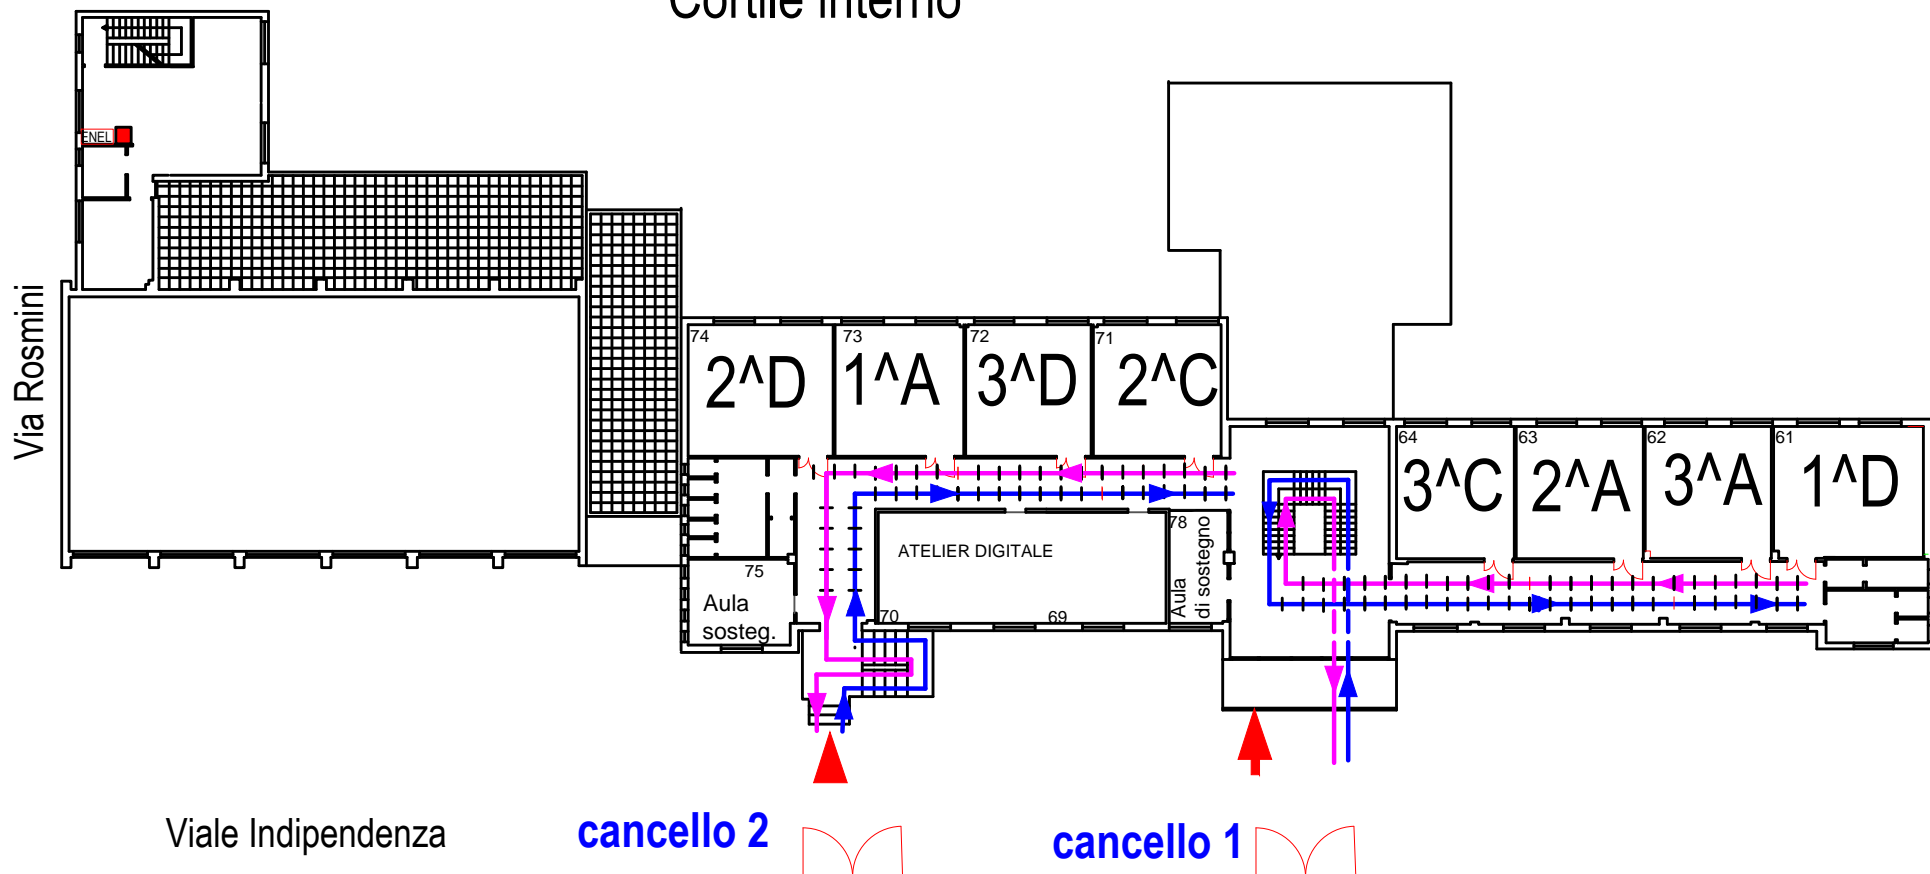 Cortile interno
ENEL
Via Rosmini
74
2^D
73
1^A
72
3^D
71
2^C
64
3^C
63
2^A
62
3^A
61
1^D
ATELIER DIGITALE
78
Aula
di sostegno
75
Aula
sosteg.
70
69
Viale Indipendenza
cancello 2
cancello 1